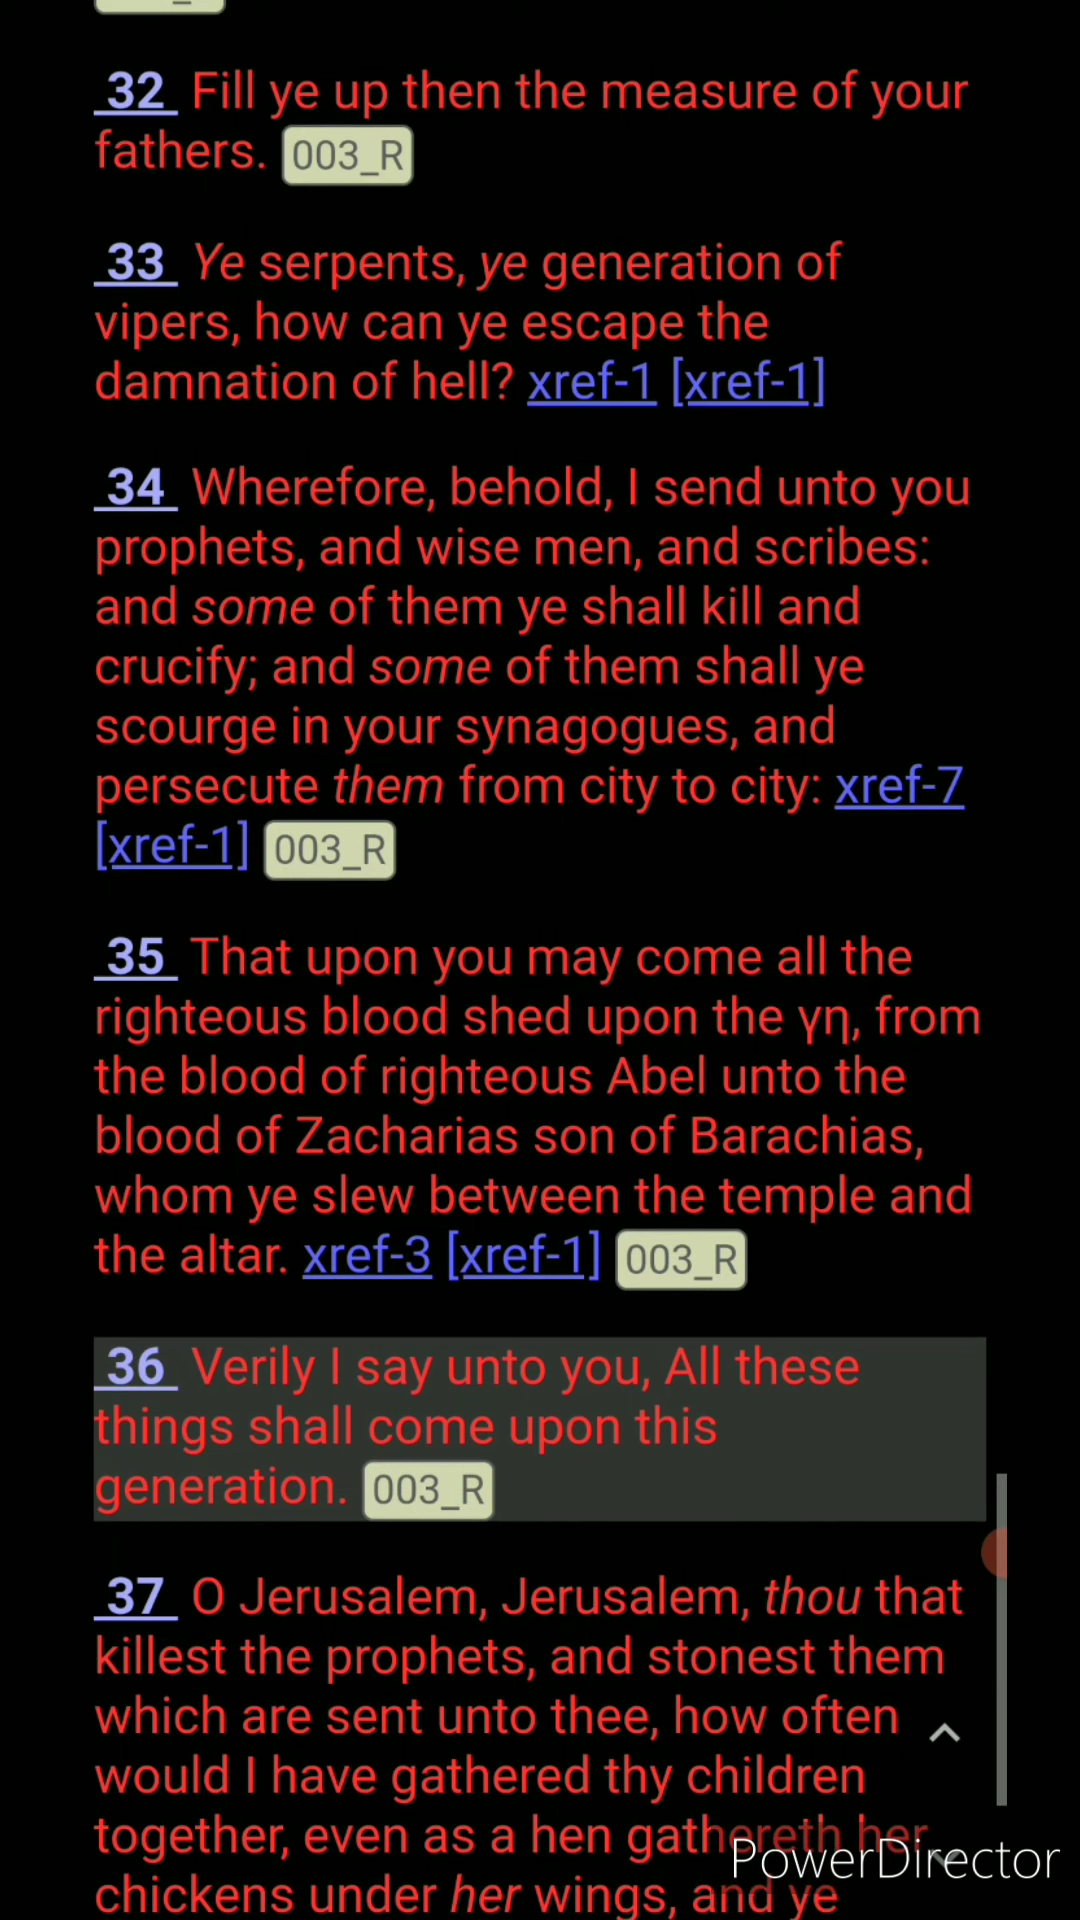 32 Fill ye up then the measure of your
fathers. 003_R
33 Ye serpents, ye generation of
vipers, how can ye escape the
damnation of hell? xref-1 [xref-1]
34 Wherefore, behold, I send unto you
prophets, and wise men, and scribes:
and some of them ye shall kill and
crucify; and some of them shall ye
scourge in your synagogues, and
persecute them from city to city: xref-7
[xref-1] 003_R
35 That upon you may come all the
righteous blood shed upon the γη, from
the blood of righteous Abel unto the
blood of Zacharias son of Barachias,
whom ye slew between the temple and
the altar. xref-3 [xref-1] 003_R
36 Verily I say unto you, All these
things shall come upon this
generation. 003_R
37 O Jerusalem, Jerusalem, thou that
killest the prophets, and stonest them
which are sent unto thee, how often
would I have gathered thy children
together, even as a hen gathereth her
chickens under her wings, and ye
PowerDirector